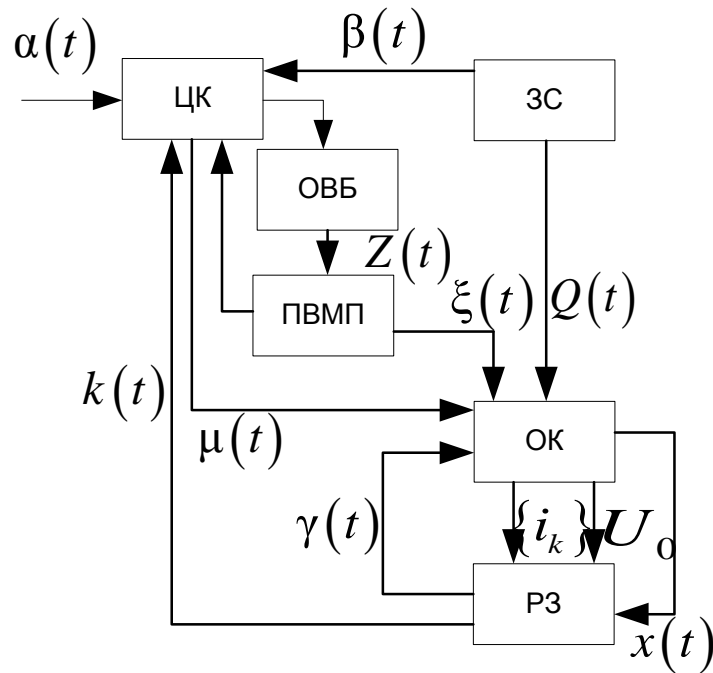 α(t)
β(t)
ЦК
ЗС
ОВБ
Z(t)
ξ(t)
Q(t)
ПВМП
k(t)
μ(t)
ОК
γ(t)
{i_k} U_0
РЗ
x(t)